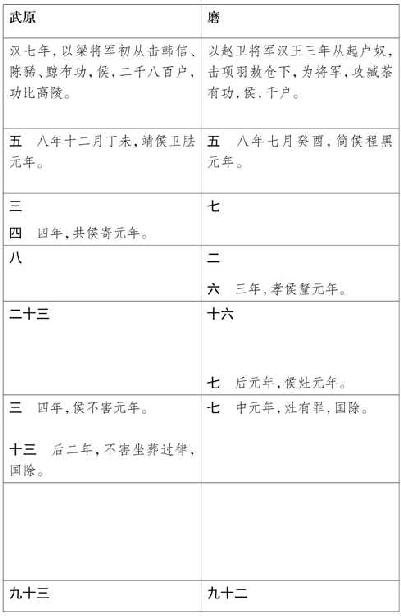 武原
汉七年,以梁将军初从击韩信、
陈豨、黥布功,侯,二千八百户,
功比高陵。
五 八年十二月丁未,靖侯卫胠
元年。
三
四 四年,共侯寄元年。
八
二十三
三 四年,侯不害元年。
十三 后二年,不害坐葬过律,
国除。
九十三
磨
以赵卫将军汉王三年从起卢奴,
击项羽敖仓下,为将军,攻臧荼
有功,侯,千户。
五 八年七月癸酉,简侯程黑
元年。
七
二
六 三年,孝侯釐元年。
十六
七 后元年,侯灶元年。
七 中元年,灶有罪,国除。
九十二